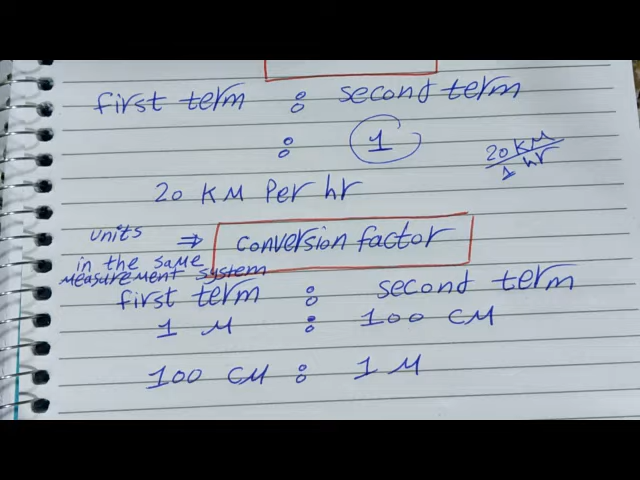 first term : second term
: 1
20 KM
1 hr
20 KM Per hr
units ⇒ conversion factor
in the same
measurement system
first term : second term
1 M : 100 CM
100 CM : 1 M